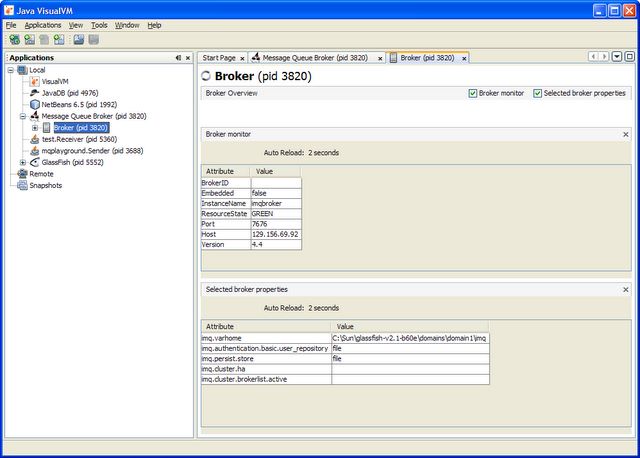 Java VisualVM
File Applications View Tools Window Help
Applications
Start Page
Message Queue Broker (pid 3820)
Broker (pid 3820)
Local
VisualVM
JavaDB (pid 4976)
NetBeans 6.5 (pid 1992)
Message Queue Broker (pid 3820)
Broker (pid 3820)
test.Receiver (pid 5360)
mqplayground.Sender (pid 3688)
GlassFish (pid 5552)
Remote
Snapshots
Broker (pid 3820)
Broker Overview Broker monitor Selected broker properties
Broker monitor
Auto Reload: 2 seconds
Attribute Value
BrokerID
Embedded false
InstanceName imqbroker
ResourceState GREEN
Port 7676
Host 129.156.69.92
Version 4.4
Selected broker properties
Auto Reload: 2 seconds
Attribute Value
imq.varhome C:\Sun\glassfish-v2.1-b60e\domains\domain1\imq
imq.authentication.basic.user_repository file
imq.persist.store file
imq.cluster.ha
imq.cluster.brokerlist.active